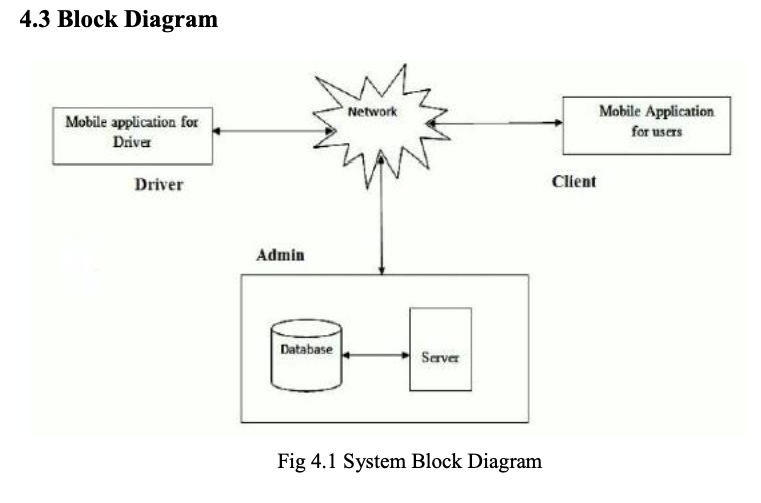 4.3 Block Diagram
Network
Mobile application for
Driver
Mobile Application
for users
Driver
Client
Admin
Database
Server
Fig 4.1 System Block Diagram